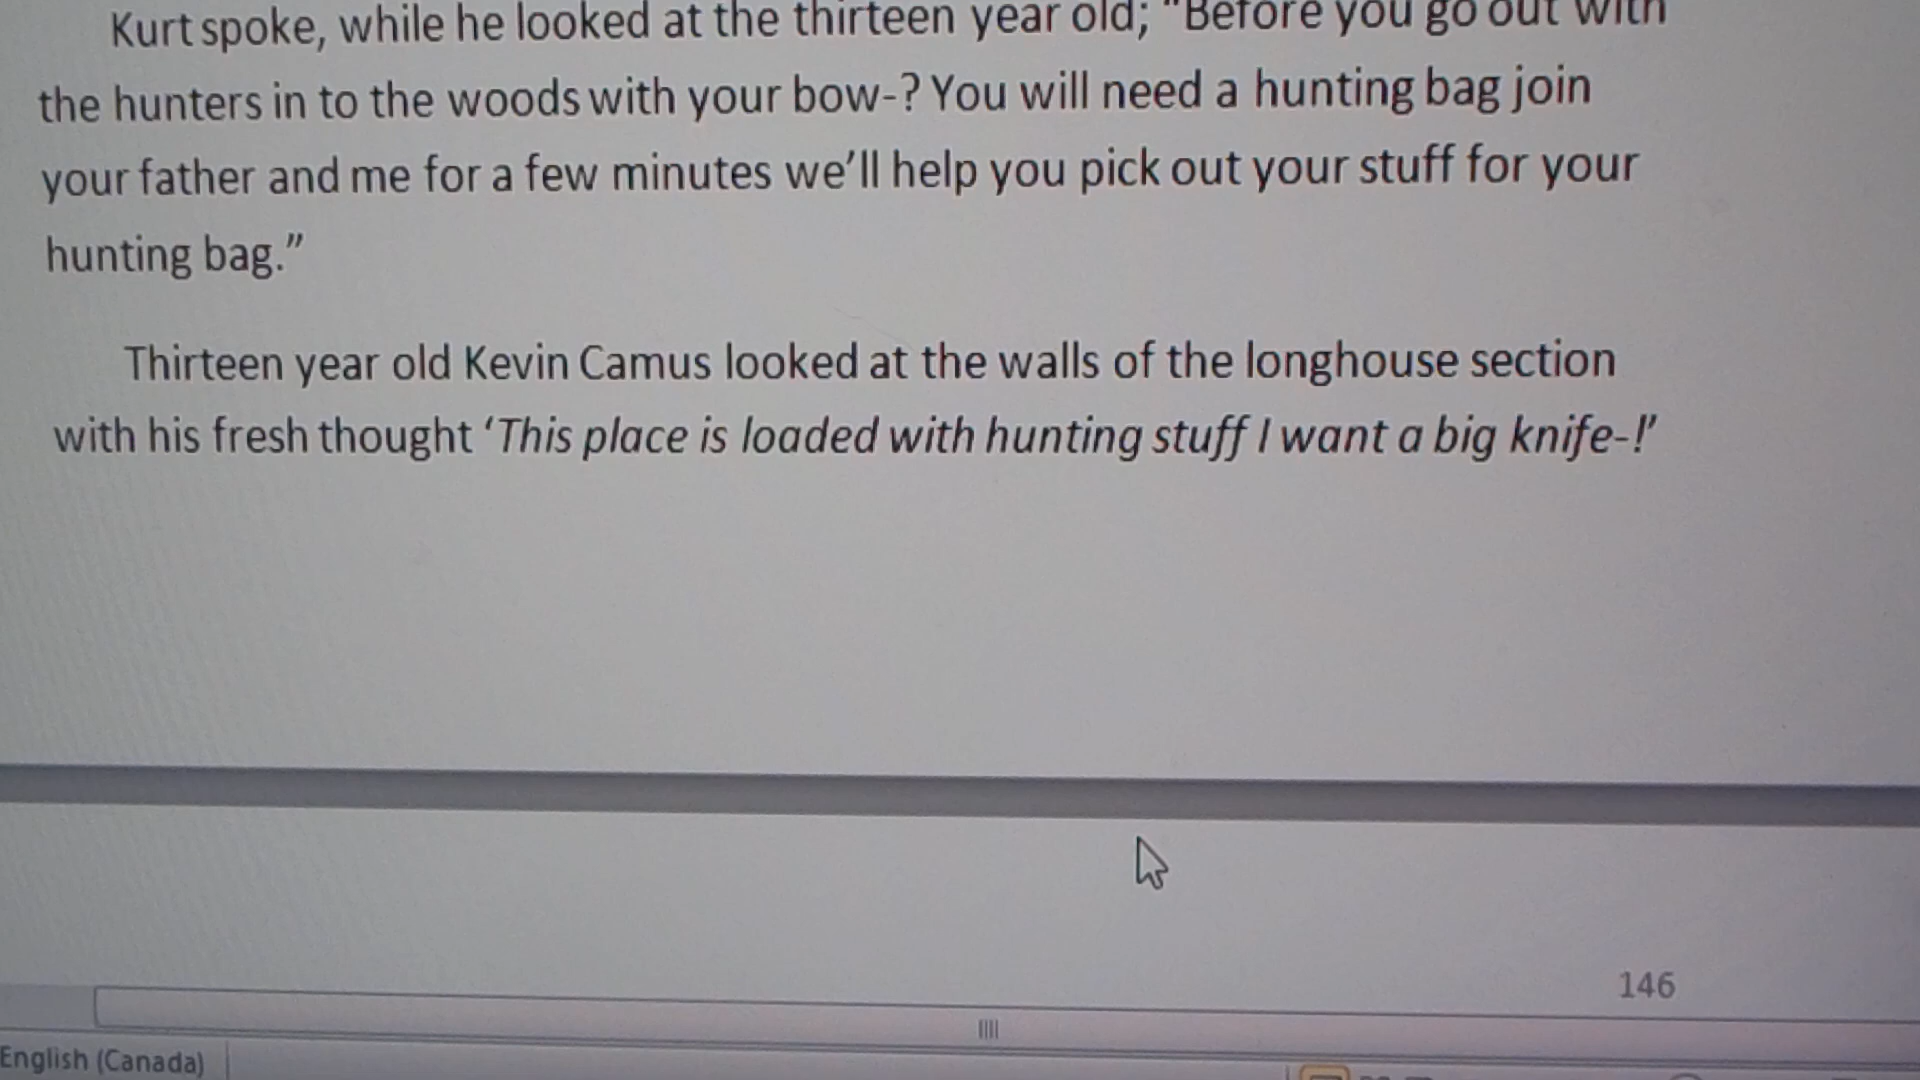 Kurt spoke, while he looked at the thirteen year old; "Before you go out with
the hunters in to the woods with your bow-? You will need a hunting bag join
your father and me for a few minutes we’ll help you pick out your stuff for your
hunting bag.”
Thirteen year old Kevin Camus looked at the walls of the longhouse section
with his fresh thought ‘This place is loaded with hunting stuff I want a big knife-!’
146
English (Canada)